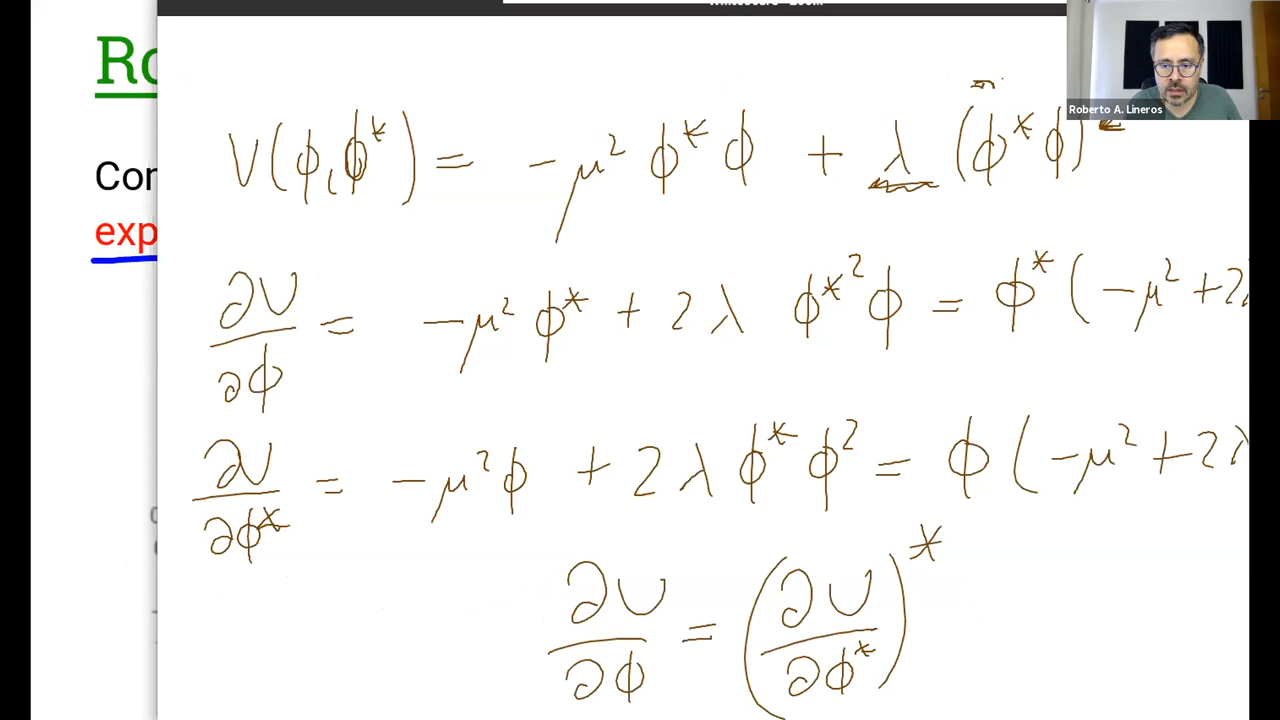 Roberto A. Lineros
V(φ, φ*) = -μ² φ* φ + λ (φ* φ)²
∂V/∂φ = -μ² φ* + 2λ φ*² φ = φ* (-μ² + 2λ
∂V/∂φ* = -μ² φ + 2λ φ* φ² = φ (-μ² + 2λ
∂V/∂φ = (∂V/∂φ*)*
Ro
Con
exp